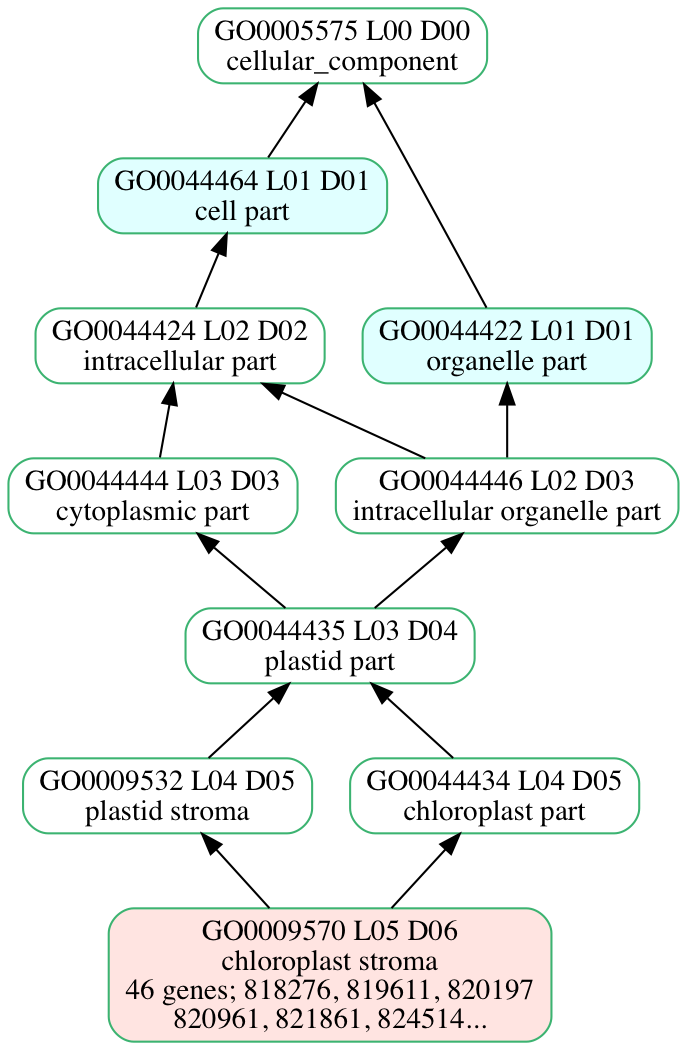 GO0005575 L00 D00
cellular_component
GO0044464 L01 D01
cell part
GO0044424 L02 D02
intracellular part
GO0044422 L01 D01
organelle part
GO0044444 L03 D03
cytoplasmic part
GO0044446 L02 D03
intracellular organelle part
GO0044435 L03 D04
plastid part
GO0009532 L04 D05
plastid stroma
GO0044434 L04 D05
chloroplast part
GO0009570 L05 D06
chloroplast stroma
46 genes; 818276, 819611, 820197
820961, 821861, 824514...